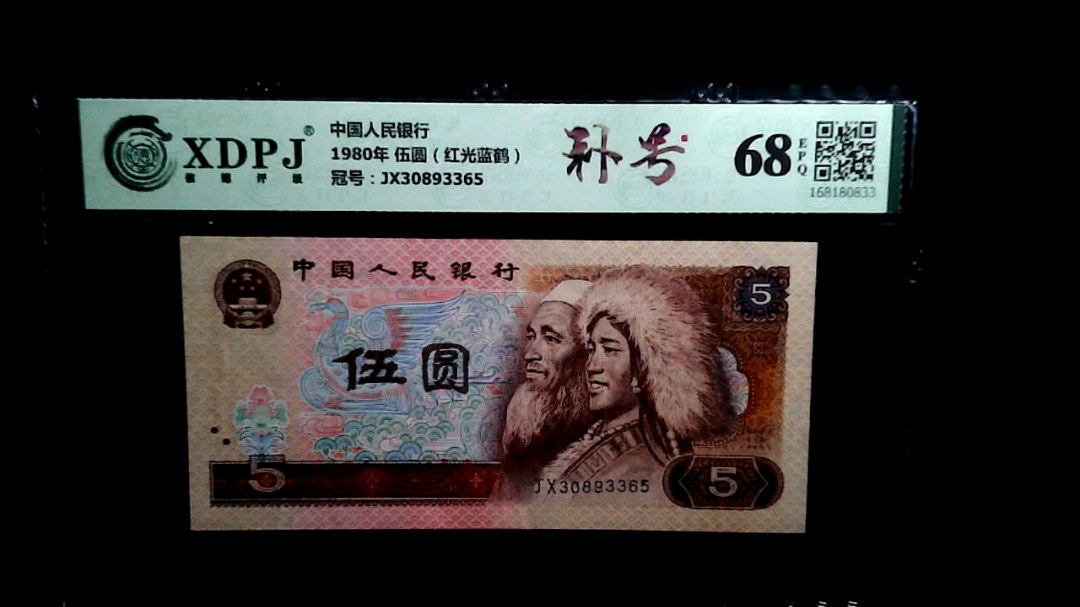 XDPJ®
评级
中国人民银行
1980年 伍圆（红光蓝鹤）
冠号：JX30893365
补号
68
EPQ
168180833
中国人民银行
5
伍圆
5
JX30893365
5